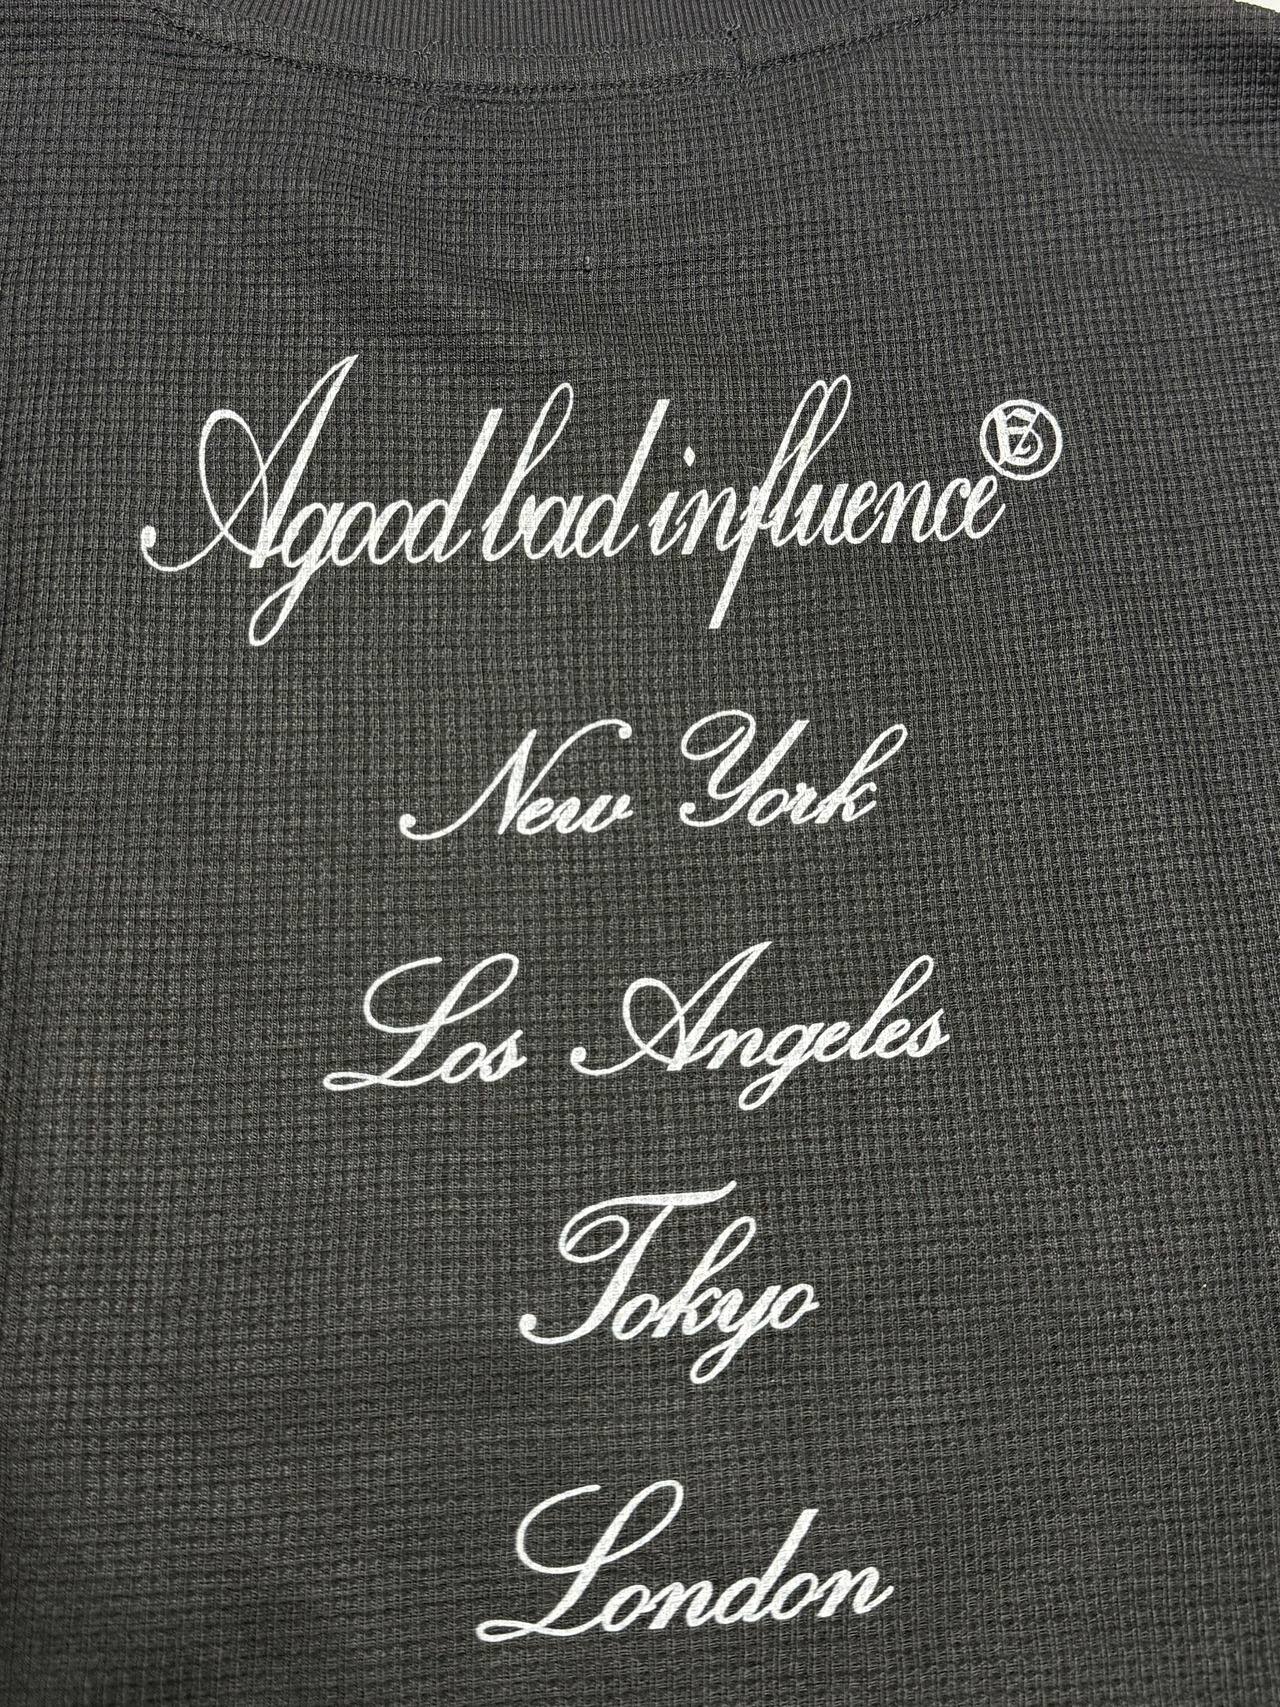 A good bad influence
New York
Los Angeles
Tokyo
London